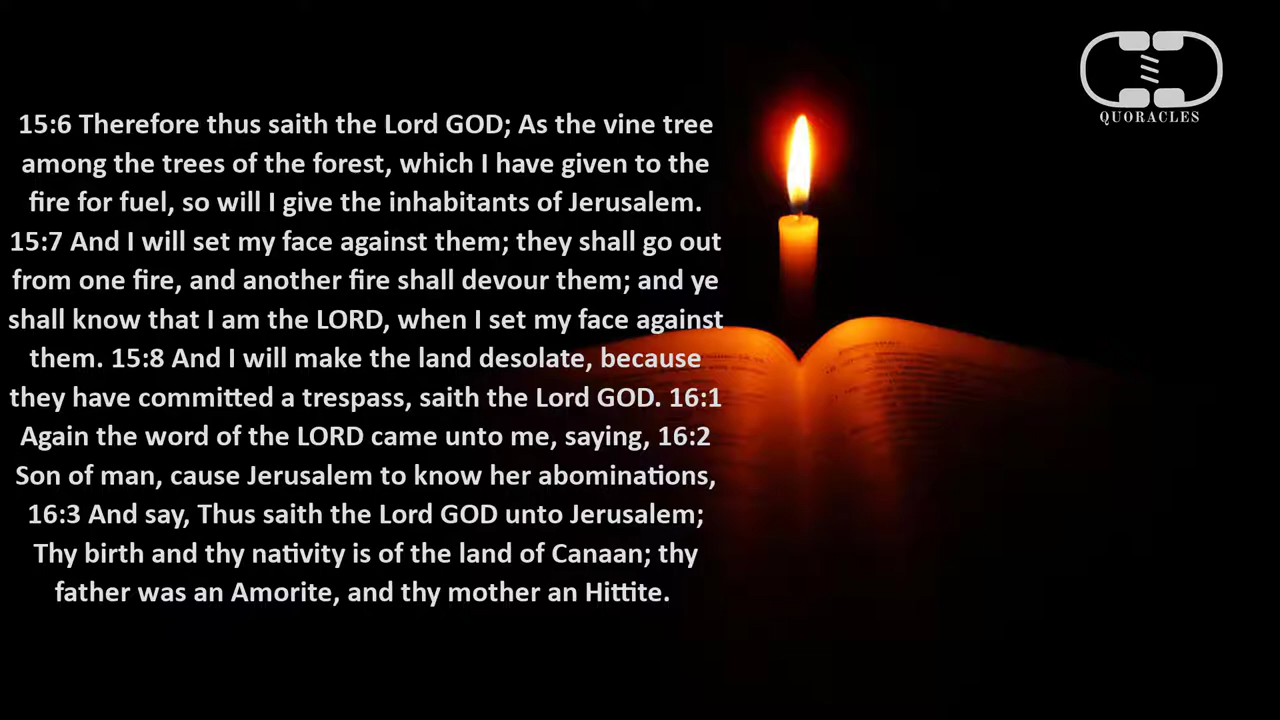 15:6 Therefore thus saith the Lord GOD; As the vine tree
among the trees of the forest, which I have given to the
fire for fuel, so will I give the inhabitants of Jerusalem.
15:7 And I will set my face against them; they shall go out
from one fire, and another fire shall devour them; and ye
shall know that I am the LORD, when I set my face against
them. 15:8 And I will make the land desolate, because
they have committed a trespass, saith the Lord GOD. 16:1
Again the word of the LORD came unto me, saying, 16:2
Son of man, cause Jerusalem to know her abominations,
16:3 And say, Thus saith the Lord GOD unto Jerusalem;
Thy birth and thy nativity is of the land of Canaan; thy
father was an Amorite, and thy mother an Hittite.
QUORACLES